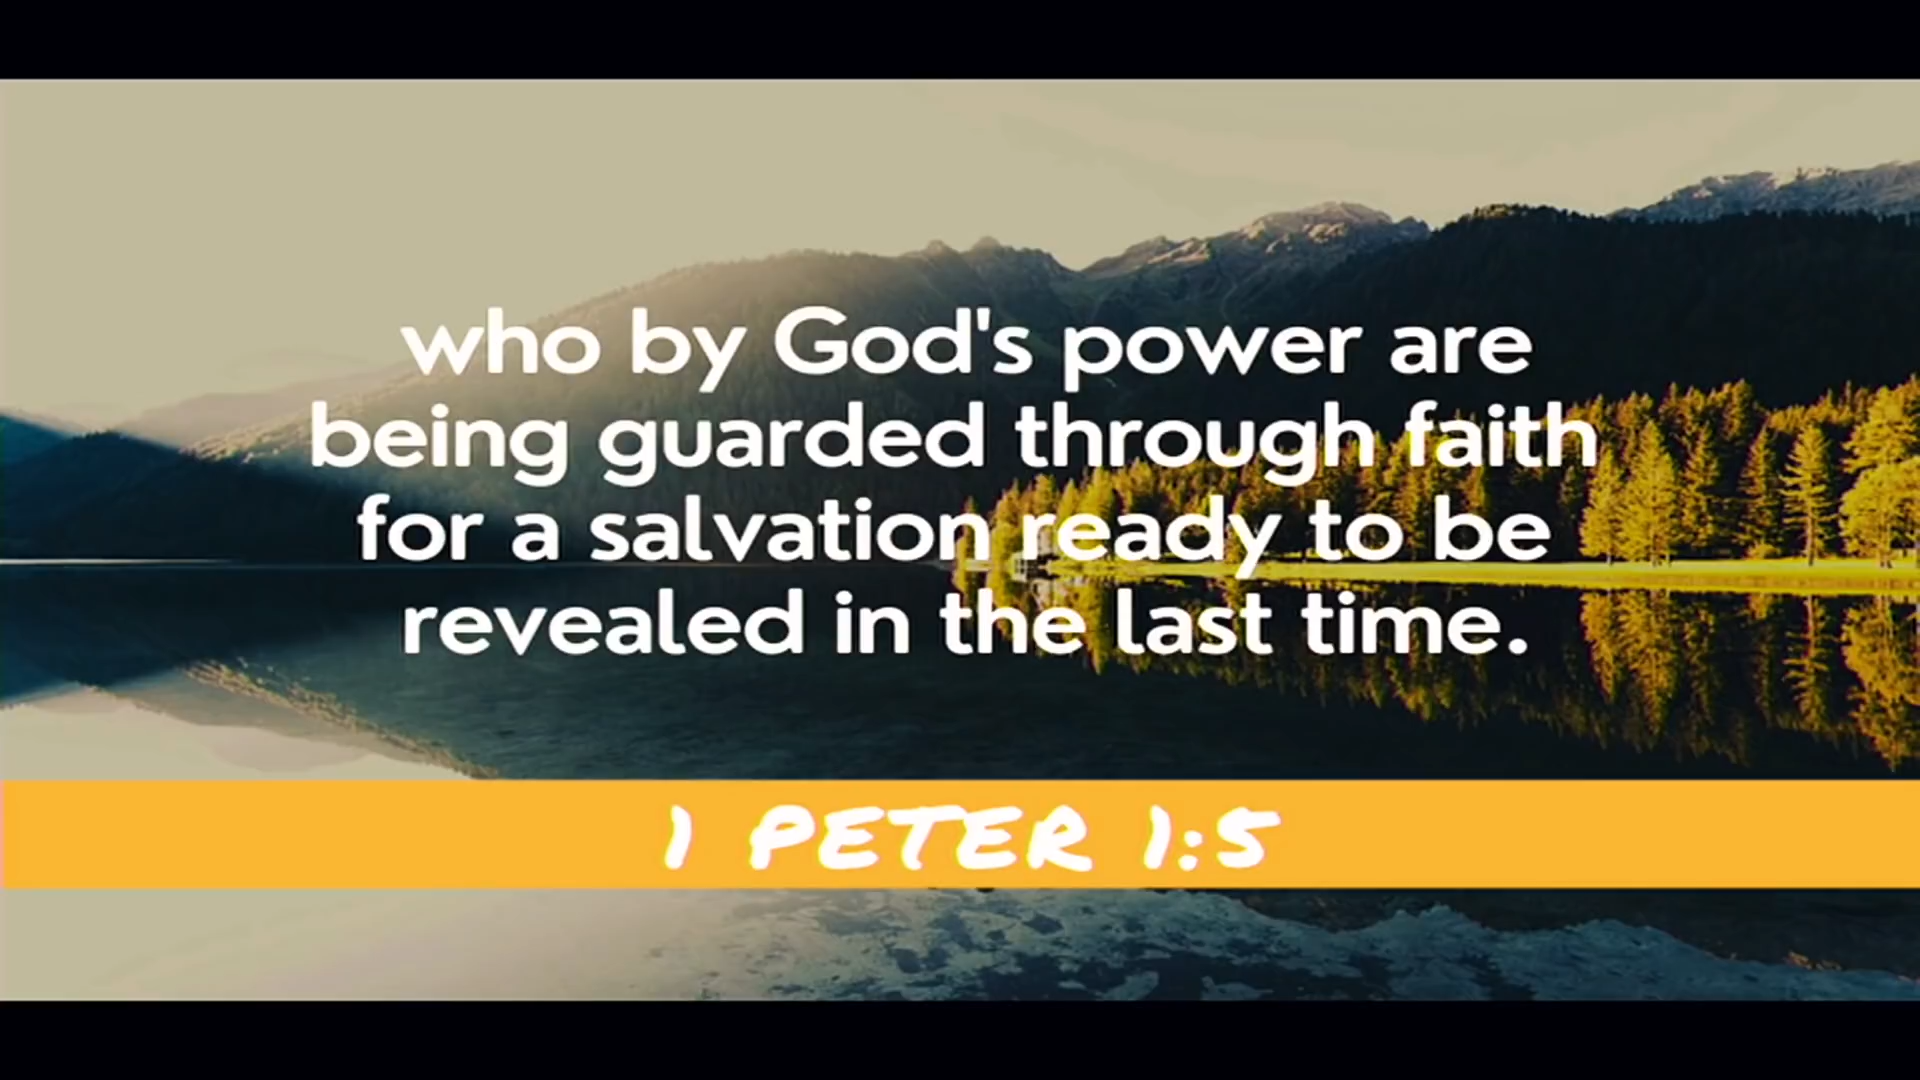 who by God's power are
being guarded through faith
for a salvation ready to be
revealed in the last time.
1 PETER 1:5